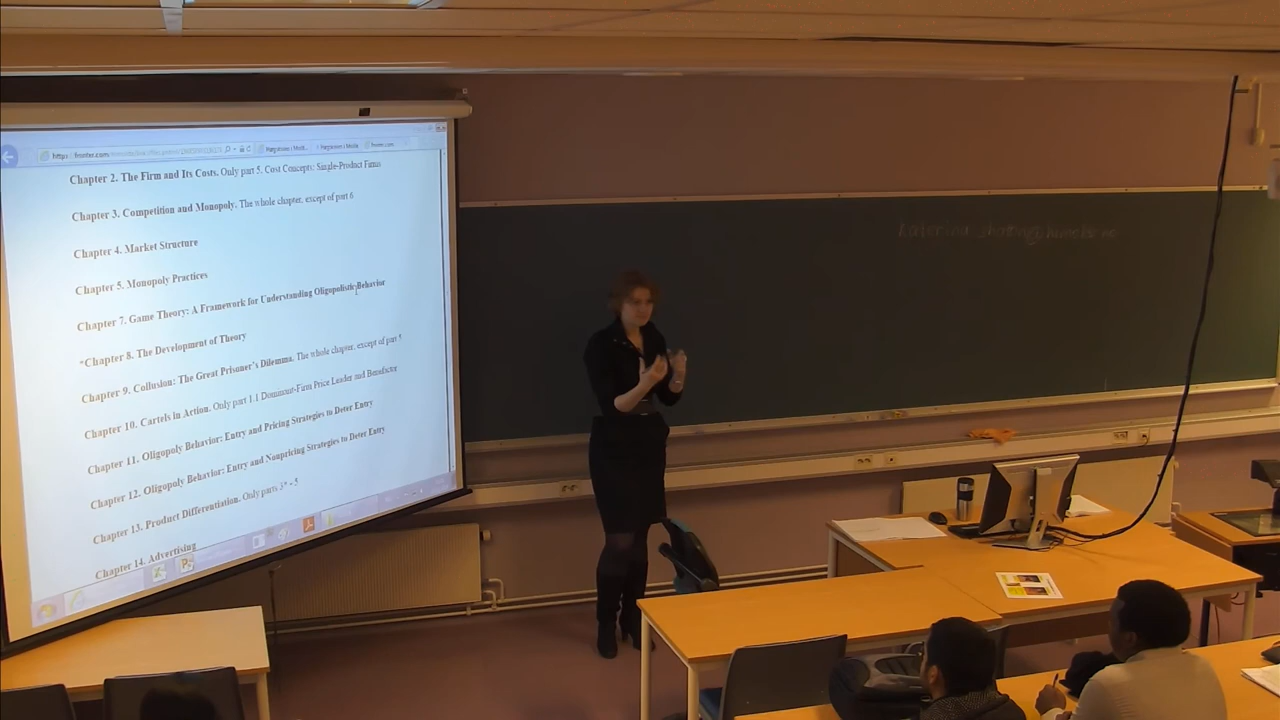 https://fronter.com
fronter.com
Chapter 2. The Firm and Its Costs. Only part 5. Cost Concepts: Single-Product Firms
Chapter 3. Competition and Monopoly. The whole chapter, except of part 6
Chapter 4. Market Structure
Chapter 5. Monopoly Practices
Chapter 7. Game Theory: A Framework for Understanding Oligopolistic Behavior
*Chapter 8. The Development of Theory
Chapter 9. Collusion: The Great Prisoner's Dilemma. The whole chapter, except of part
Chapter 10. Cartels in Action. Only part 1.1 Dominant-Firm Price Leader and Benefactor
Chapter 11. Oligopoly Behavior: Entry and Pricing Strategies to Deter Entry
Chapter 12. Oligopoly Behavior: Entry and Nonpricing Strategies to Deter Entry
Chapter 13. Product Differentiation. Only parts 3* - 5
Chapter 14. Advertising